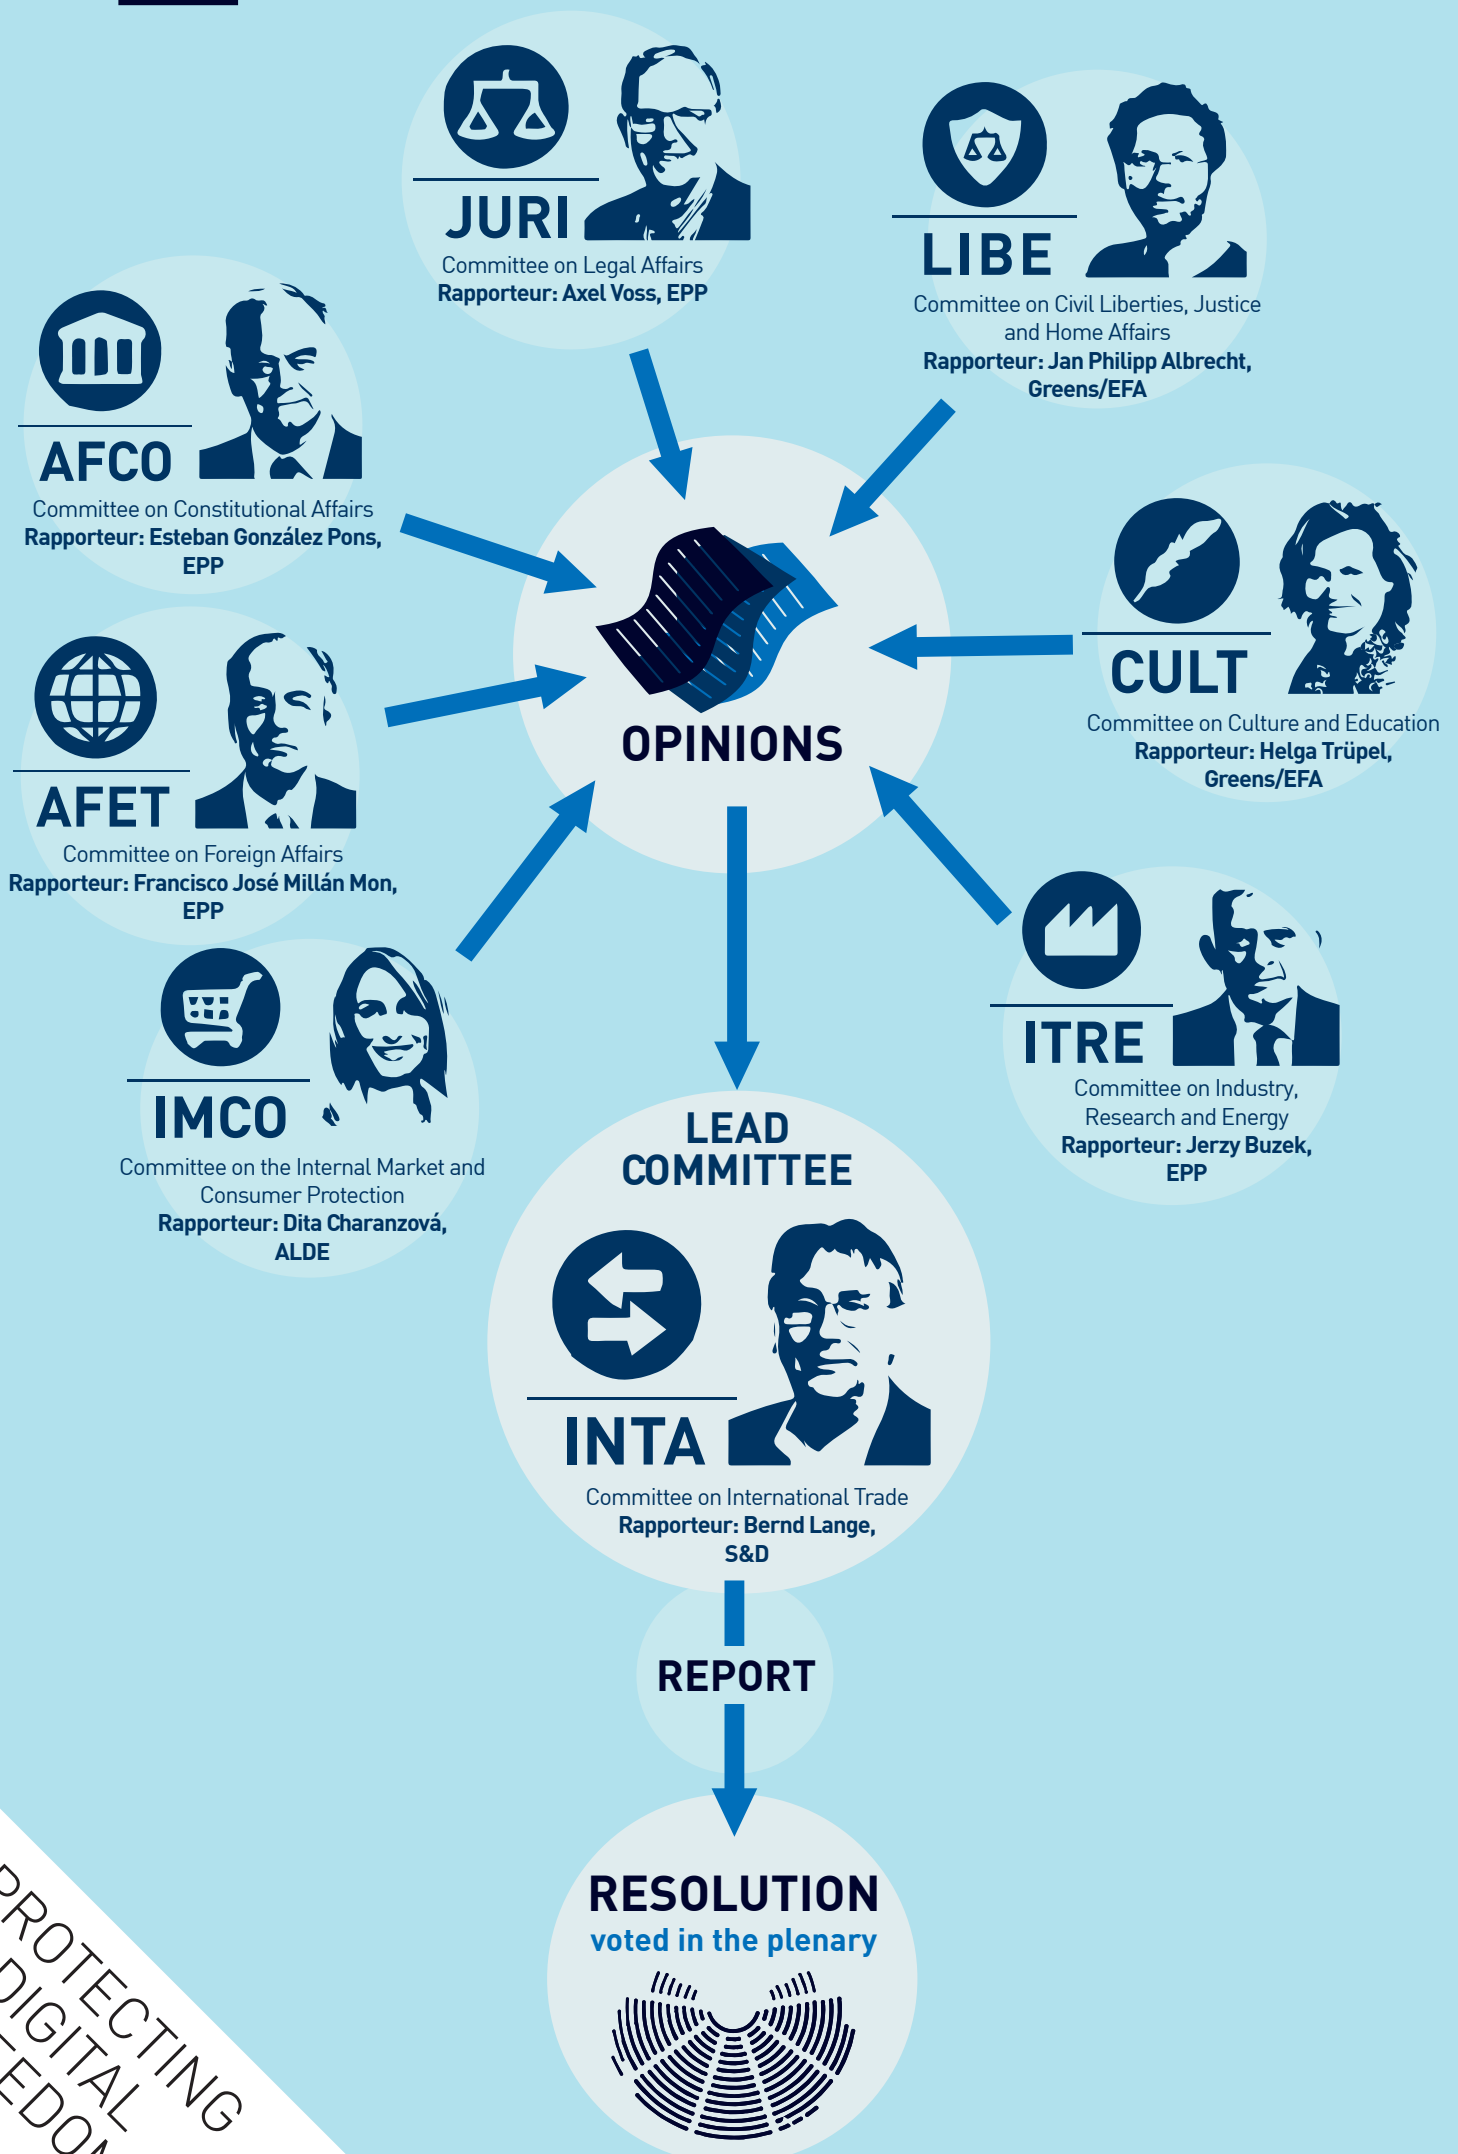 JURI
Committee on Legal Affairs
Rapporteur: Axel Voss, EPP
LIBE
Committee on Civil Liberties, Justice
and Home Affairs
Rapporteur: Jan Philipp Albrecht,
Greens/EFA
AFCO
Committee on Constitutional Affairs
Rapporteur: Esteban González Pons,
EPP
CULT
Committee on Culture and Education
Rapporteur: Helga Trüpel,
Greens/EFA
OPINIONS
AFET
Committee on Foreign Affairs
Rapporteur: Francisco José Millán Mon,
EPP
ITRE
Committee on Industry,
Research and Energy
Rapporteur: Jerzy Buzek,
EPP
IMCO
Committee on the Internal Market and
Consumer Protection
Rapporteur: Dita Charanzová,
ALDE
LEAD
COMMITTEE
INTA
Committee on International Trade
Rapporteur: Bernd Lange,
S&D
REPORT
RESOLUTION
voted in the plenary
PROTECTING
DIGITAL